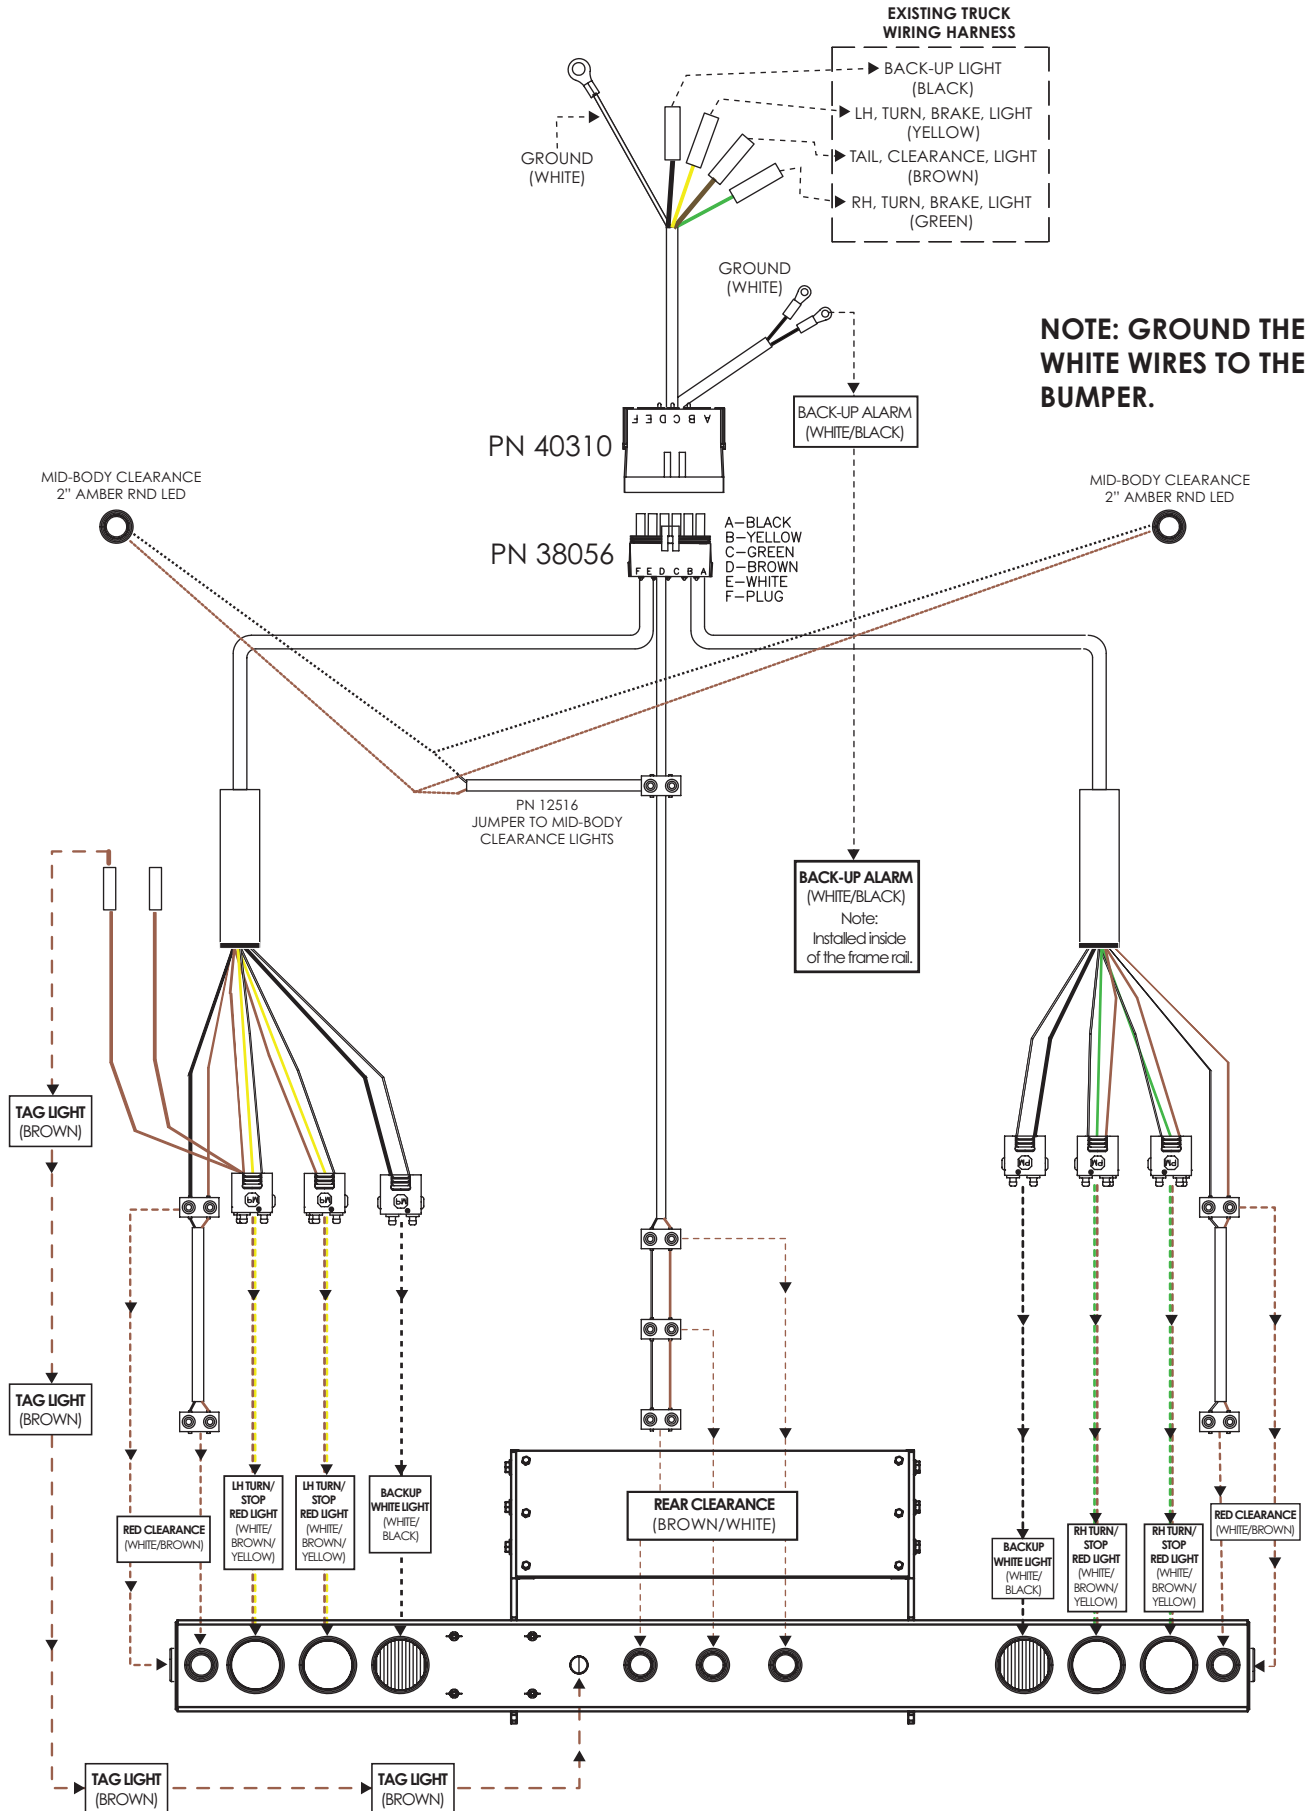 EXISTING TRUCK
WIRING HARNESS
BACK-UP LIGHT
(BLACK)
LH, TURN, BRAKE, LIGHT
(YELLOW)
TAIL, CLEARANCE, LIGHT
(BROWN)
RH, TURN, BRAKE, LIGHT
(GREEN)
GROUND
(WHITE)
GROUND
(WHITE)
NOTE: GROUND THE
WHITE WIRES TO THE
BUMPER.
BACK-UP ALARM
(WHITE/BLACK)
F E D C B A
PN 40310
MID-BODY CLEARANCE
2" AMBER RND LED
MID-BODY CLEARANCE
2" AMBER RND LED
PN 38056
F E D C B A
A-BLACK
B-YELLOW
C-GREEN
D-BROWN
E-WHITE
F-PLUG
PN 12516
JUMPER TO MID-BODY
CLEARANCE LIGHTS
BACK-UP ALARM
(WHITE/BLACK)
Note:
Installed inside
of the frame rail.
TAG LIGHT
(BROWN)
PM
PM
PM
PM
PM
PM
TAG LIGHT
(BROWN)
RED CLEARANCE
(WHITE/BROWN)
LH TURN/
STOP
RED LIGHT
(WHITE/
BROWN/
YELLOW)
LH TURN/
STOP
RED LIGHT
(WHITE/
BROWN/
YELLOW)
BACKUP
WHITE LIGHT
(WHITE/
BLACK)
REAR CLEARANCE
(BROWN/WHITE)
BACKUP
WHITE LIGHT
(WHITE/
BLACK)
RH TURN/
STOP
RED LIGHT
(WHITE/
BROWN/
YELLOW)
RH TURN/
STOP
RED LIGHT
(WHITE/
BROWN/
YELLOW)
RED CLEARANCE
(WHITE/BROWN)
TAG LIGHT
(BROWN)
TAG LIGHT
(BROWN)